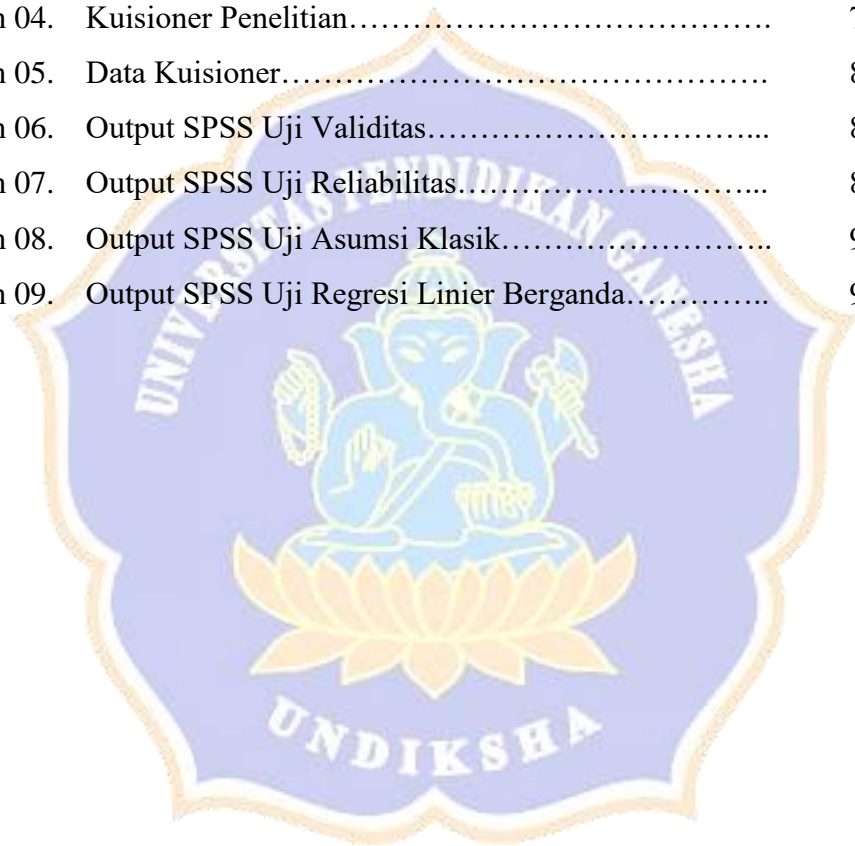 n 04. Kuisioner Penelitian…………………………………….
n 05. Data Kuisioner………………………………………….
n 06. Output SPSS Uji Validitas…………………………...
n 07. Output SPSS Uji Reliabilitas………………………...
n 08. Output SPSS Uji Asumsi Klasik……………………..
n 09. Output SPSS Uji Regresi Linier Berganda…………..
UNIVERSITAS PENDIDIKAN GANESHA
UNDIKSHA